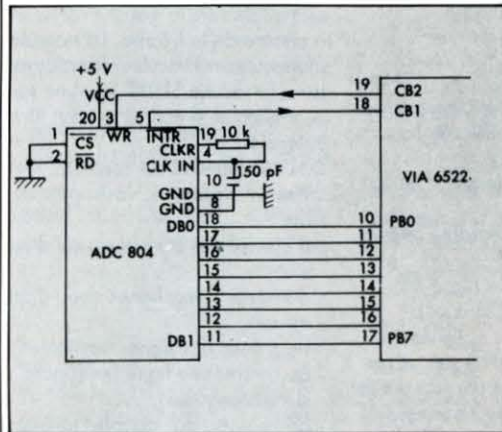 +5 V
VCC
19 CB2
18 CB1
20 3 5
1 CS WR INTR 19 10 k
2 RD CLKR 4
CLK IN 150 pF
GND 10
GND 8
DB0 18
VIA 6522
10 PB0
17 11
16 12
ADC 804
15 13
14 14
13 15
12 16
DB1 11 17 PB7